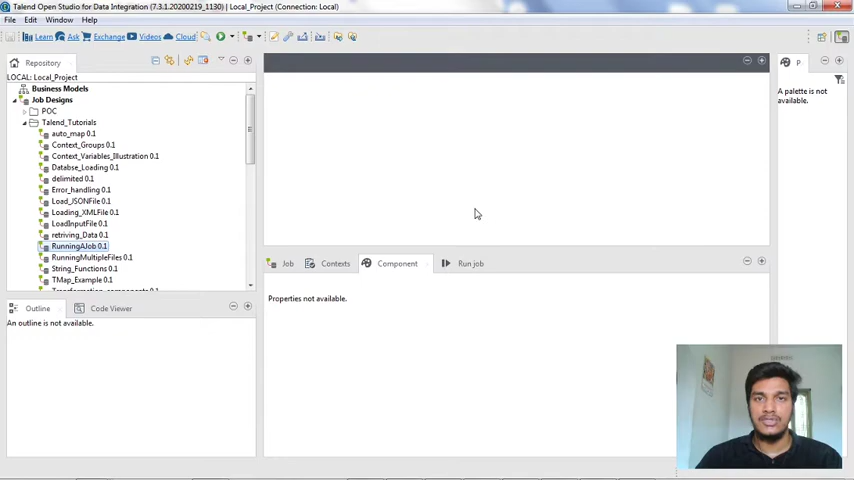 Talend Open Studio for Data Integration (7.3.1.20200219_1130) | Local_Project (Connection: Local)
File Edit Window Help
Learn Ask Exchange Videos Cloud
Repository
LOCAL: Local_Project
Business Models
Job Designs
POC
Talend_Tutorials
auto_map 0.1
Context_Groups 0.1
Context_Variables_Illustration 0.1
Databse_Loading 0.1
delimited 0.1
Error_handling 0.1
Load_JSONFile 0.1
Loading_XMLFile 0.1
LoadInputFile 0.1
retriving_Data 0.1
RunningAJob 0.1
RunningMultipleFiles 0.1
String_Functions 0.1
TMap_Example 0.1
Outline Code Viewer
An outline is not available.
Job Contexts Component Run job
Properties not available.
P
A palette is not
available.